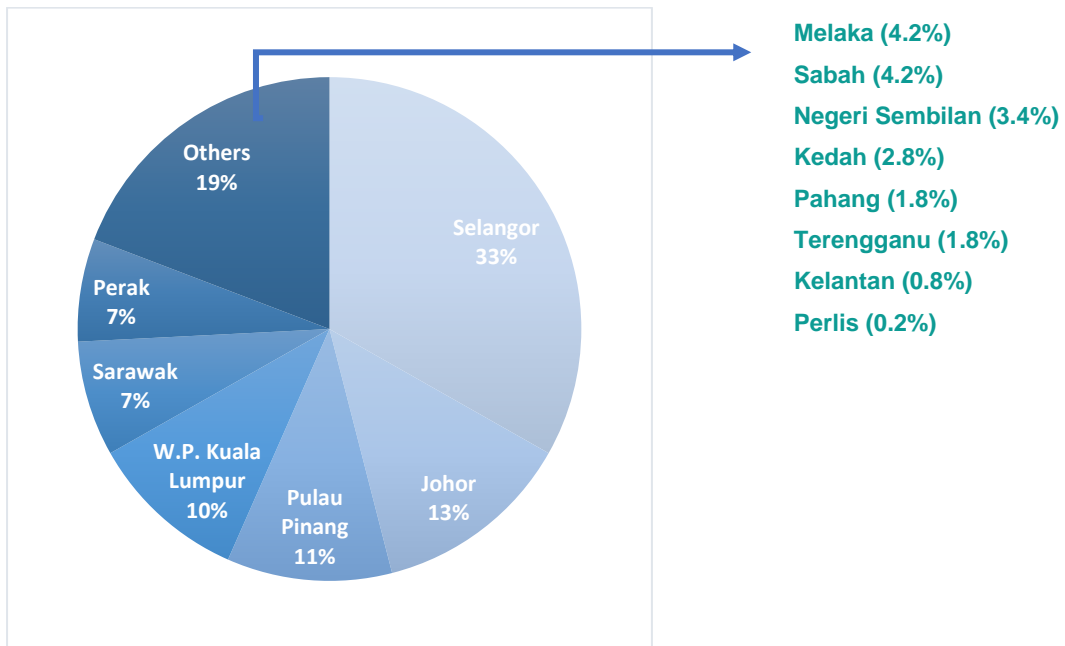 Melaka (4.2%)
Sabah (4.2%)
Negeri Sembilan (3.4%)
Kedah (2.8%)
Pahang (1.8%)
Terengganu (1.8%)
Kelantan (0.8%)
Perlis (0.2%)
Others
19%
Selangor
33%
Perak
7%
Sarawak
7%
W.P. Kuala
Lumpur
10%
Pulau
Pinang
11%
Johor
13%